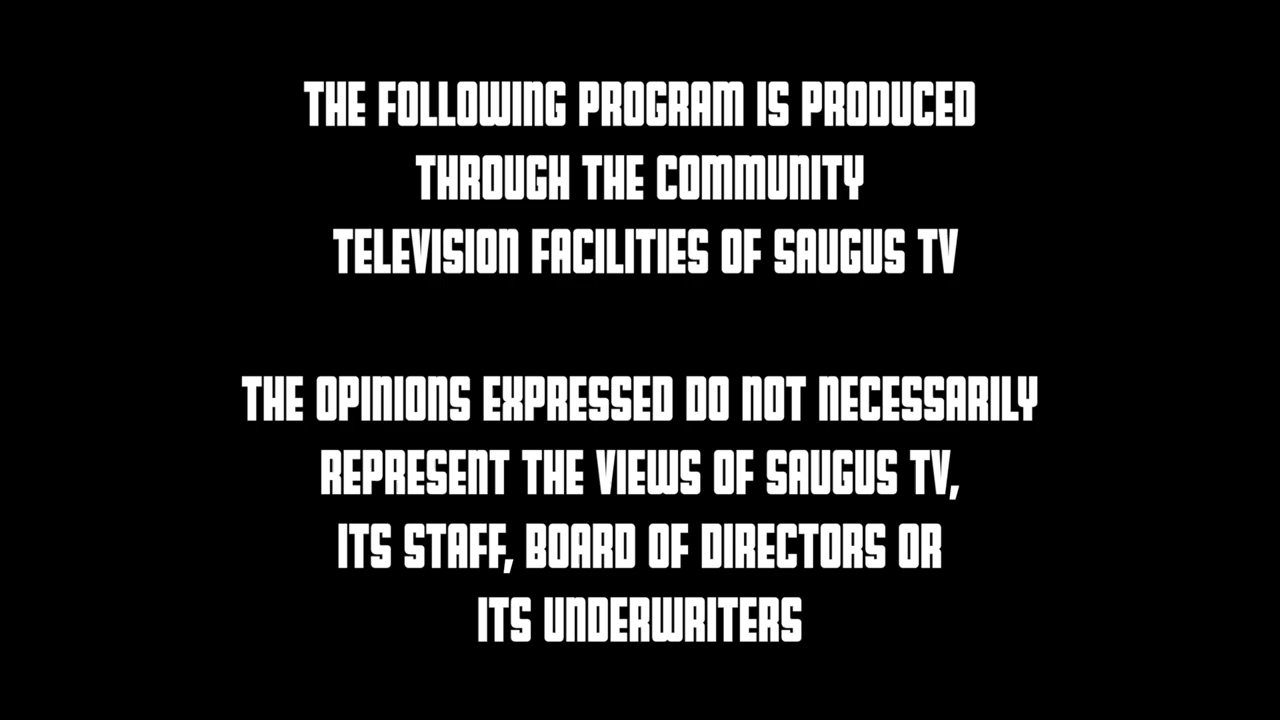 THE FOLLOWING PROGRAM IS PRODUCED
THROUGH THE COMMUNITY
TELEVISION FACILITIES OF SAUGUS TV
THE OPINIONS EXPRESSED DO NOT NECESSARILY
REPRESENT THE VIEWS OF SAUGUS TV,
ITS STAFF, BOARD OF DIRECTORS OR
ITS UNDERWRITERS